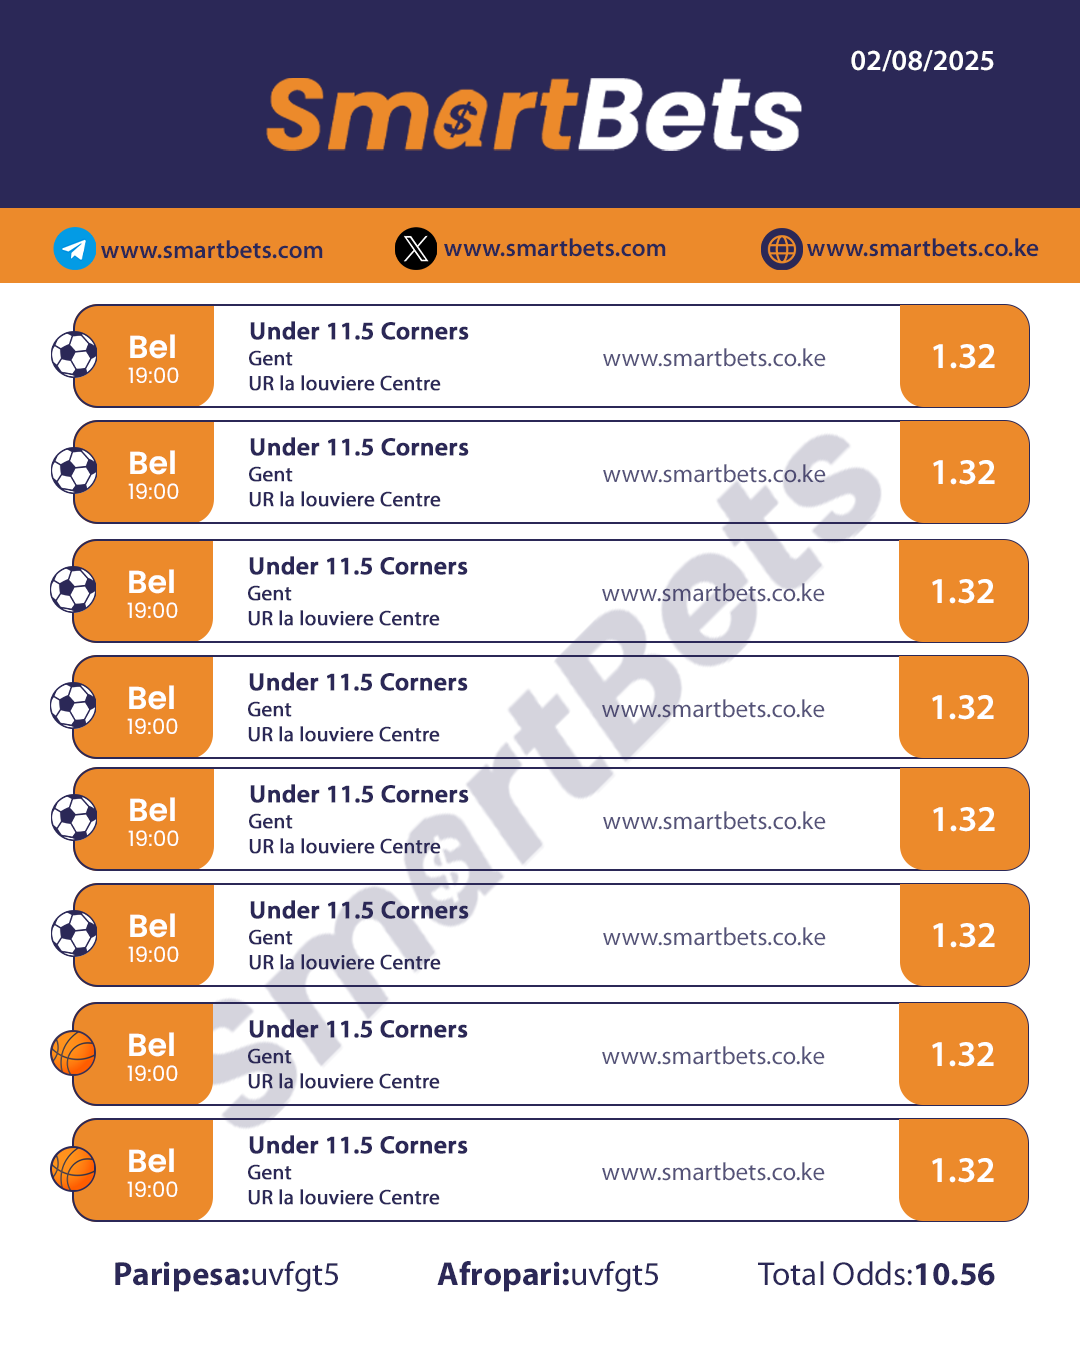 02/08/2025
SmartBets
www.smartbets.com www.smartbets.com www.smartbets.co.ke
Under 11.5 Corners
Bel
Gent
www.smartbets.co.ke
1.32
19:00
UR la louviere Centre
Under 11.5 Corners
Bel
Gent
www.smartbets.co.ke
1.32
19:00
UR la louviere Centre
Under 11.5 Corners
Bel
Gent
www.smartbets.co.ke
1.32
19:00
UR la louviere Centre
Under 11.5 Corners
Bel
Gent
www.smartbets.co.ke
1.32
19:00
UR la louviere Centre
Under 11.5 Corners
Bel
Gent
www.smartbets.co.ke
1.32
19:00
UR la louviere Centre
Under 11.5 Corners
Bel
Gent
www.smartbets.co.ke
1.32
19:00
UR la louviere Centre
Under 11.5 Corners
Bel
Gent
www.smartbets.co.ke
1.32
19:00
UR la louviere Centre
Under 11.5 Corners
Bel
Gent
www.smartbets.co.ke
1.32
19:00
UR la louviere Centre
SmartBets
Paripesa:uvfgt5 Afropari:uvfgt5 Total Odds:10.56